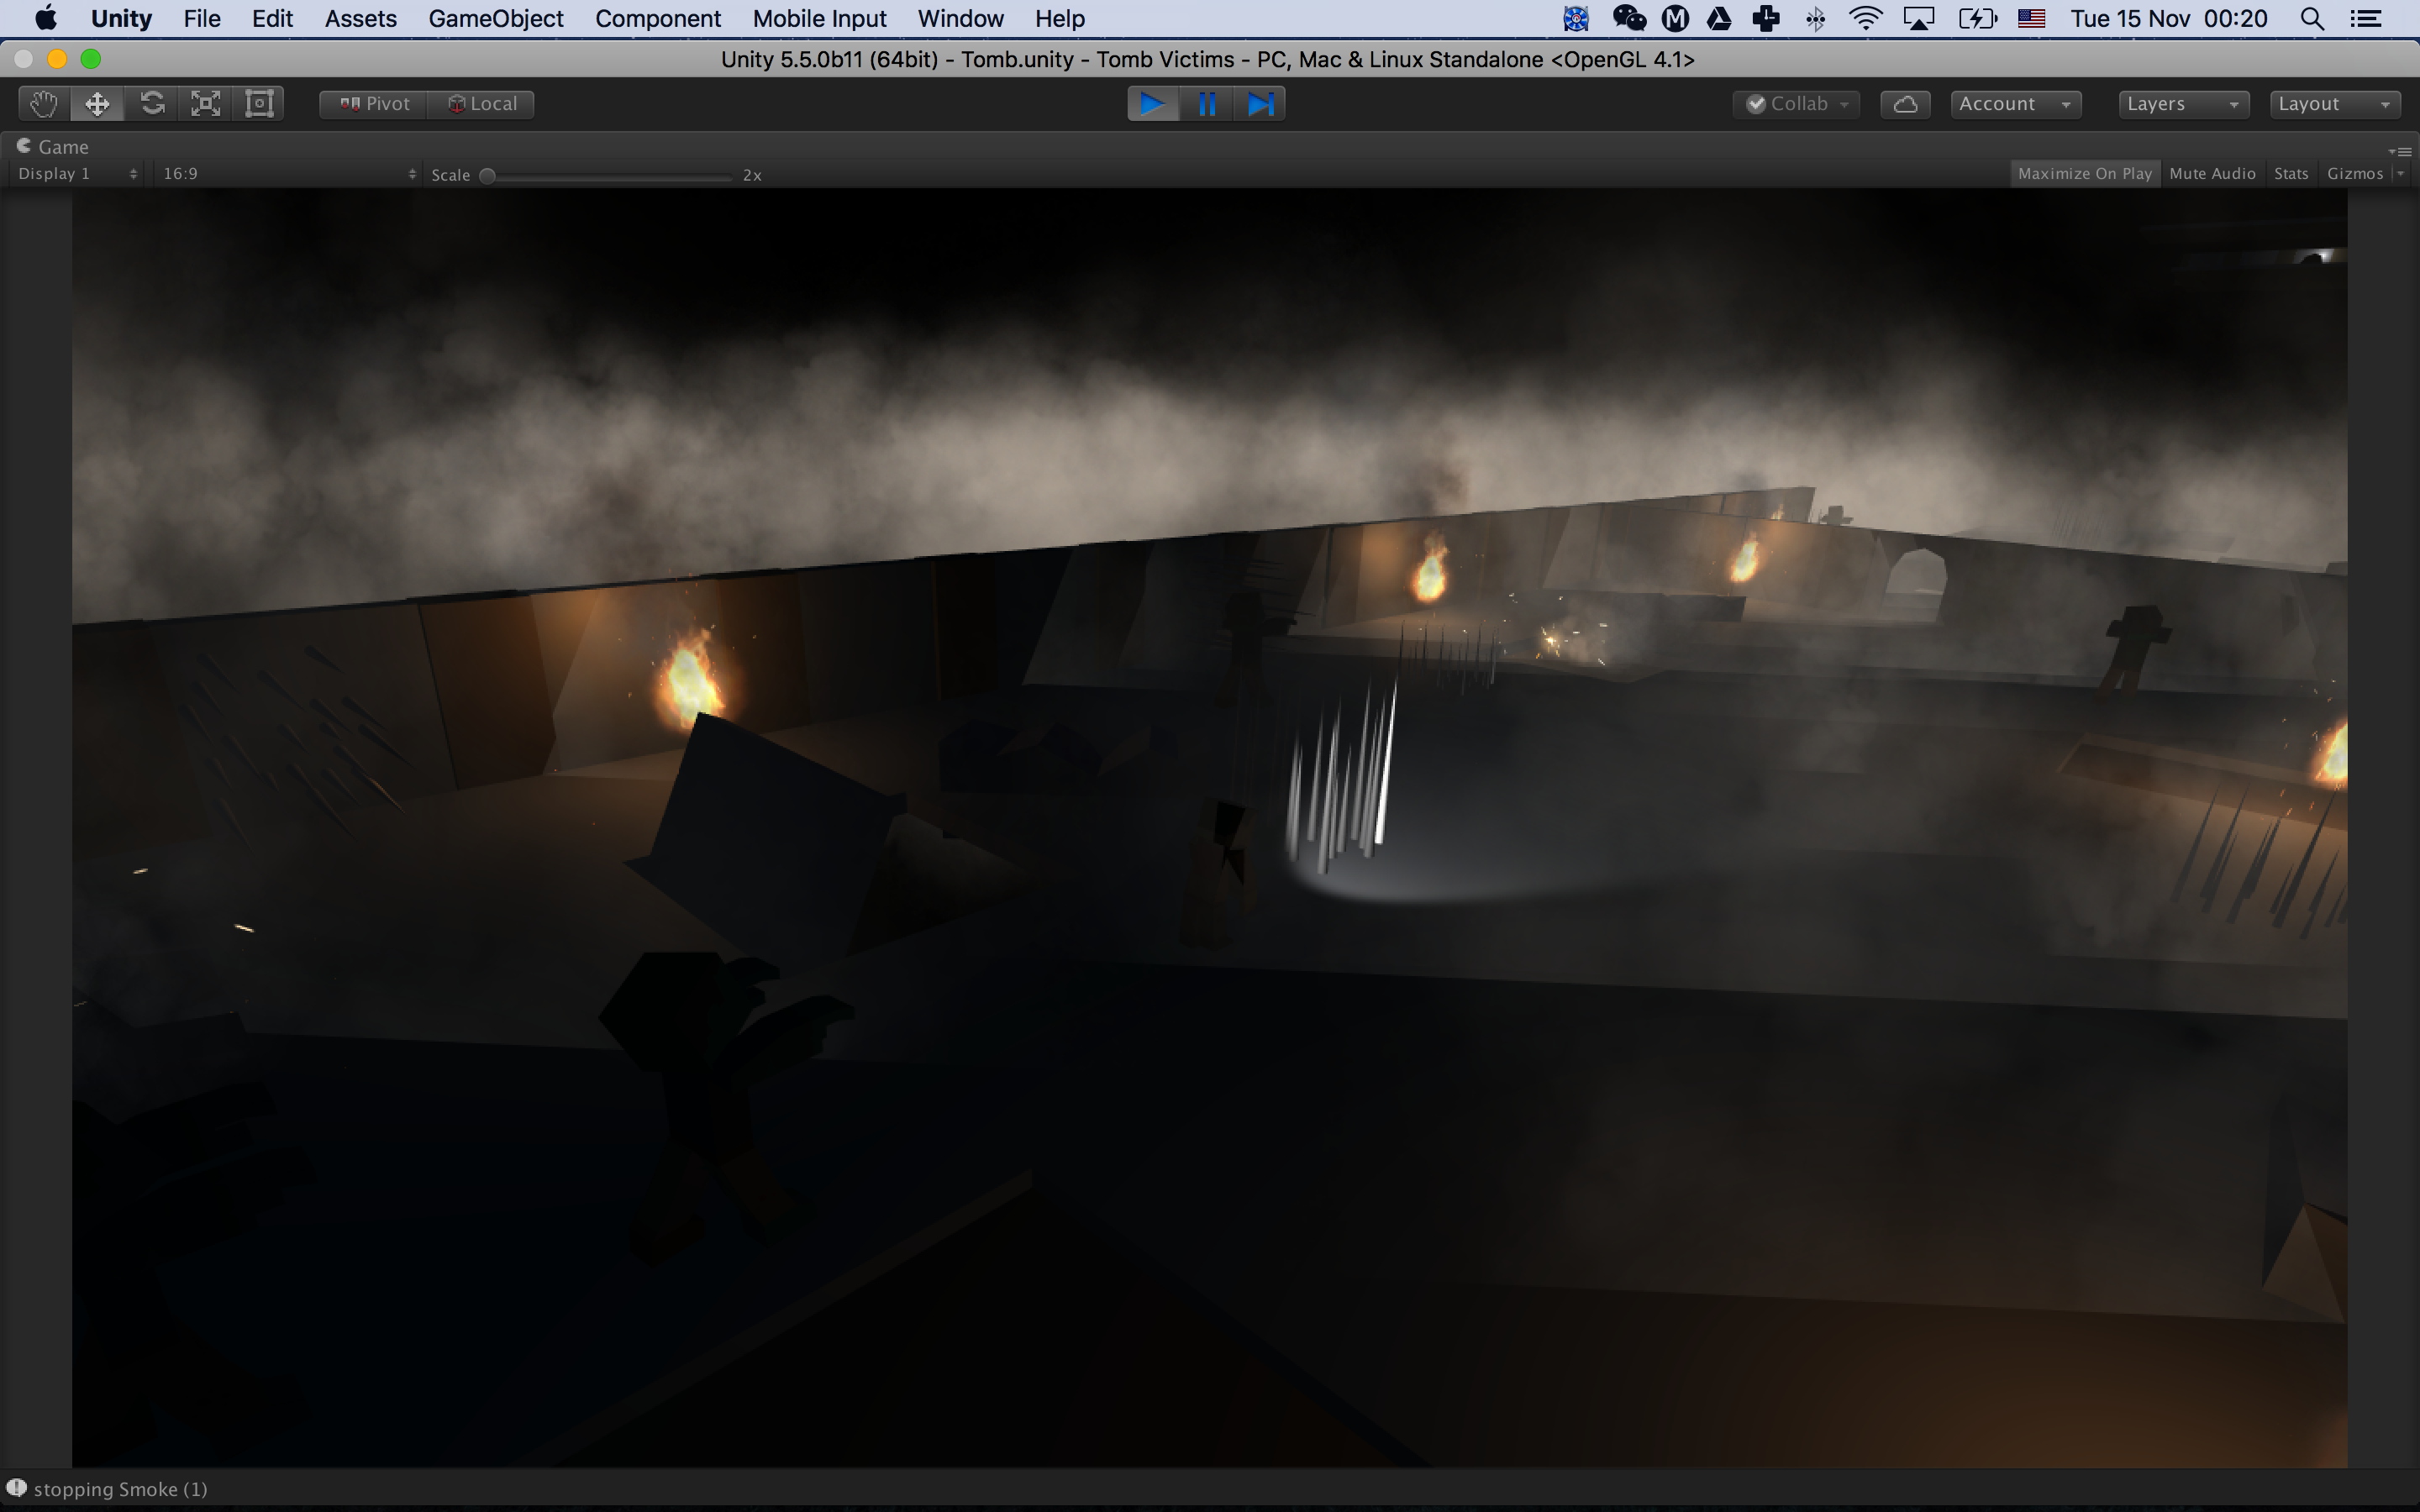 Unity File Edit Assets GameObject Component Mobile Input Window Help M Tue 15 Nov 00:20
Unity 5.5.0b11 (64bit) - Tomb.unity - Tomb Victims - PC, Mac & Linux Standalone <OpenGL 4.1>
Pivot Local Collab Account Layers Layout
Game
Display 1 16:9 Scale 2x Maximize On Play Mute Audio Stats Gizmos
stopping Smoke (1)